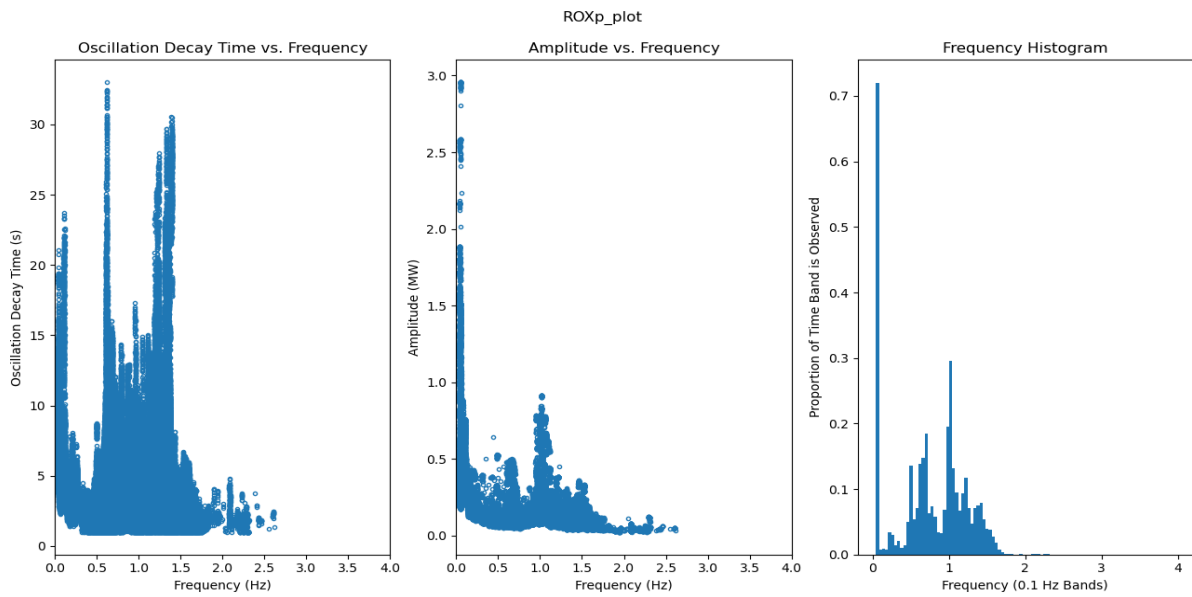 ROXp_plot
Oscillation Decay Time vs. Frequency
Oscillation Decay Time (s)
30
25
20
15
10
5
0
0.0 0.5 1.0 1.5 2.0 2.5 3.0 3.5 4.0
Frequency (Hz)
Amplitude vs. Frequency
Amplitude (MW)
3.0
2.5
2.0
1.5
1.0
0.5
0.0
0.0 0.5 1.0 1.5 2.0 2.5 3.0 3.5 4.0
Frequency (Hz)
Frequency Histogram
Proportion of Time Band is Observed
0.7
0.6
0.5
0.4
0.3
0.2
0.1
0.0
0 1 2 3 4
Frequency (0.1 Hz Bands)